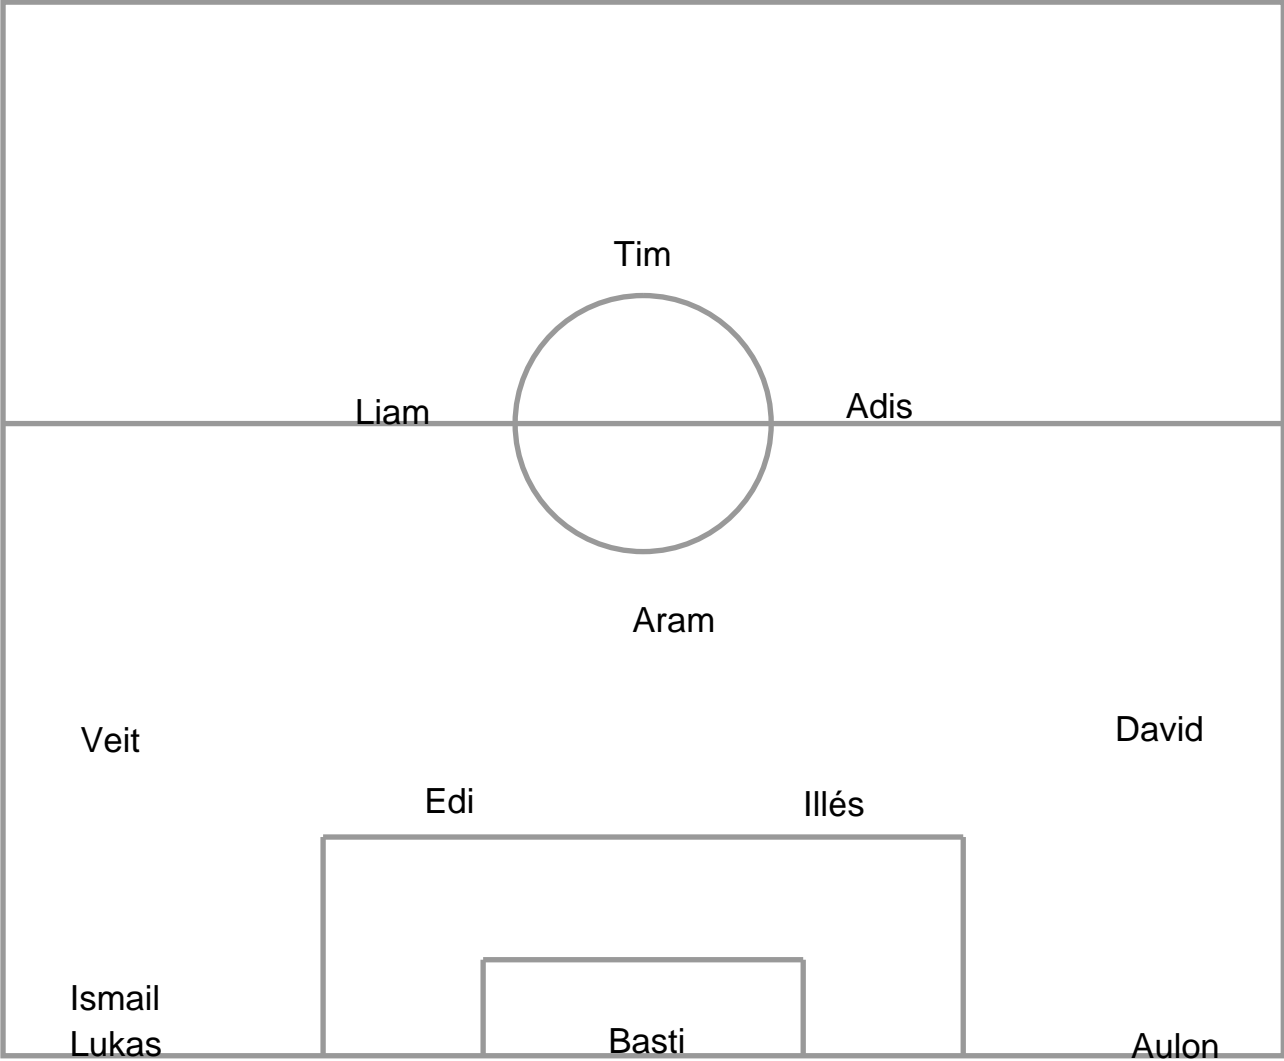 Tim
Liam
Adis
Aram
Veit
David
Edi
Illés
Ismail
Lukas
Basti
Aulon